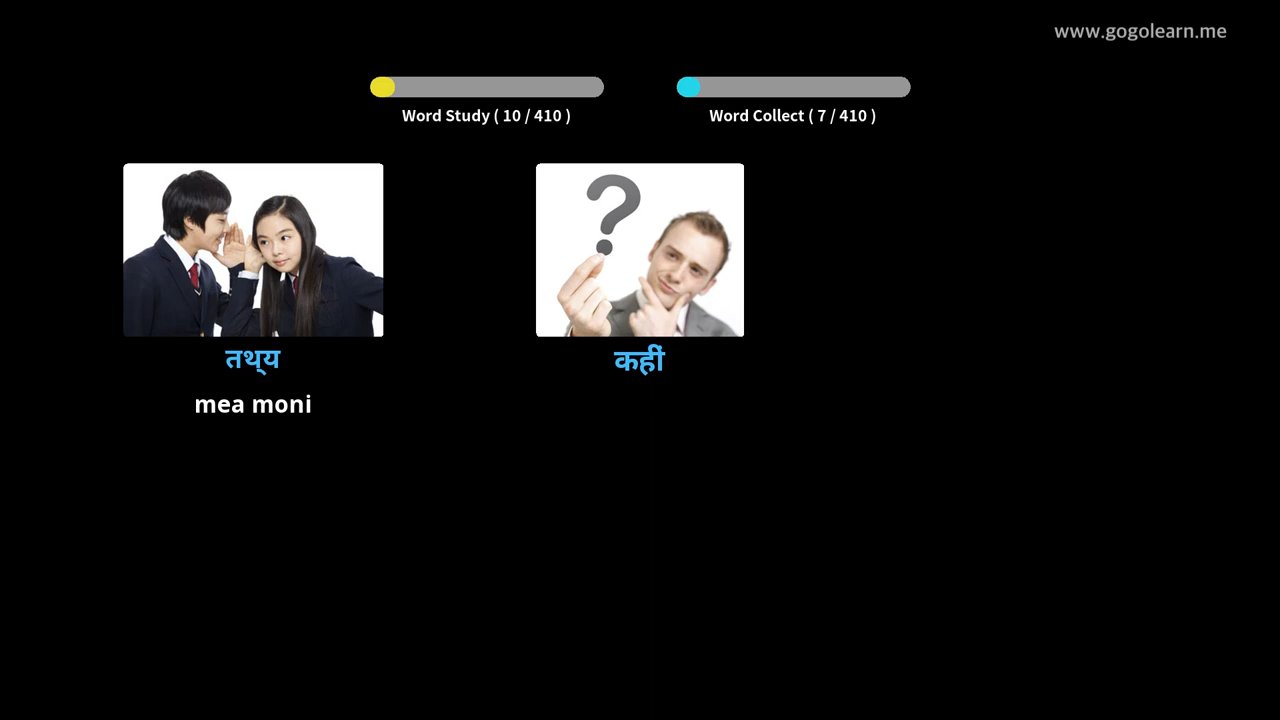 www.gogolearn.me
Word Study ( 10 / 410 )
Word Collect ( 7 / 410 )
तथ्‌य
कहीं
mea moni